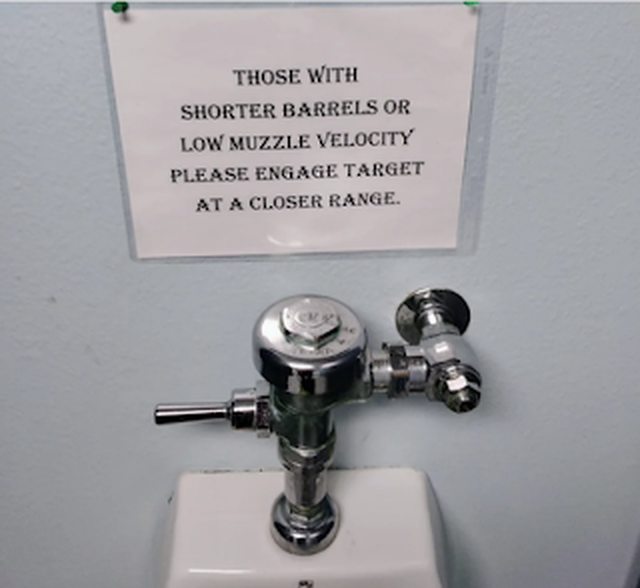 THOSE WITH
SHORTER BARRELS OR
LOW MUZZLE VELOCITY
PLEASE ENGAGE TARGET
AT A CLOSER RANGE.